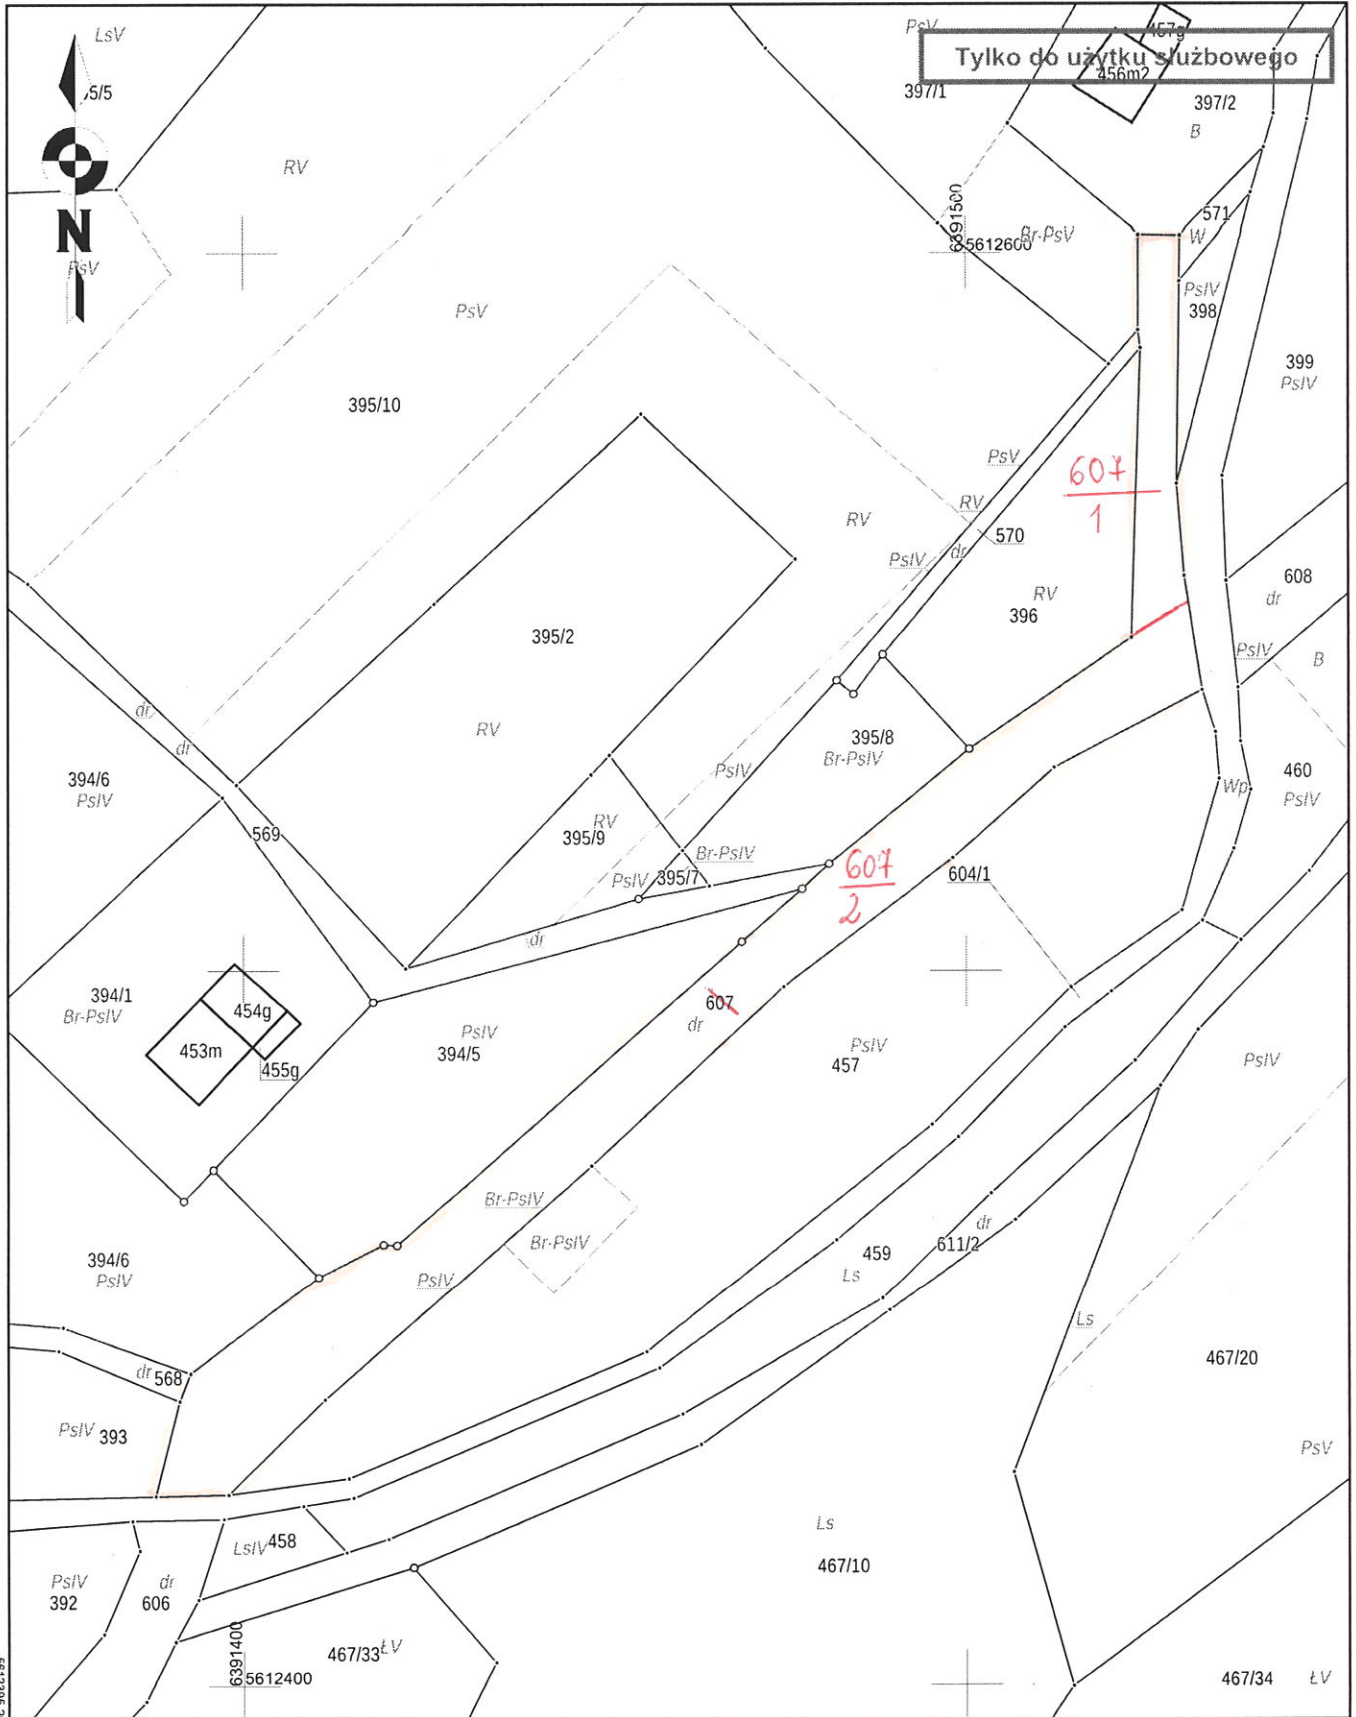 LsV
PsV
457g
Tylko do użytku służbowego
5/5
456m2
397/1
397/2
B
RV
N
PsV
6391500
5612600
Br-PsV
571
W
PsV
PsIV
398
399
PsIV
395/10
PsV
607
1
RV
RV
570
dr
PsIV
608
dr
RV
396
395/2
PsIV
B
dr
dr
RV
395/8
Br-PsIV
394/6
PsIV
PsIV
460
Wp
PsIV
569
RV
395/9
Br-PsIV
607
2
PsIV
395/7
604/1
dr
394/1
Br-PsIV
454g
607
dr
453m
PsIV
394/5
PsIV
457
455g
PsIV
Br-PsIV
Br-PsIV
dr
611/2
459
394/6
PsIV
PsIV
Ls
Ls
dr
568
467/20
PsIV
393
PsV
Ls
LsIV
458
467/10
PsIV
392
dr
606
6391400
5612400
467/33
ŁV
467/34
ŁV